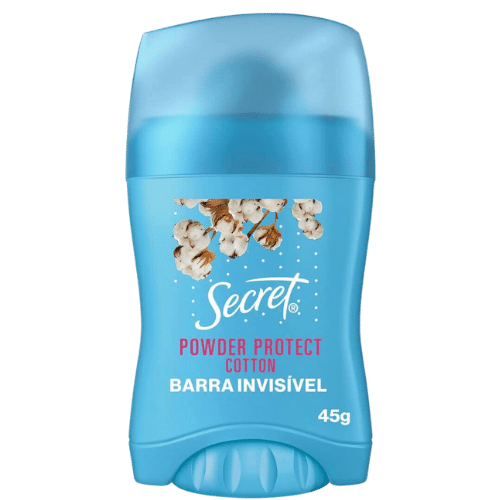 Secret®
POWDER PROTECT
COTTON
BARRA INVISÍVEL
45g